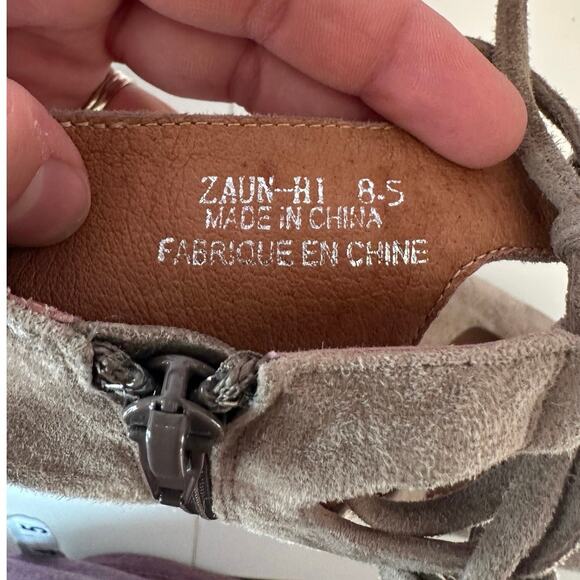 ZAUN-HI 8.5
MADE IN CHINA
FABRIQUE EN CHINE